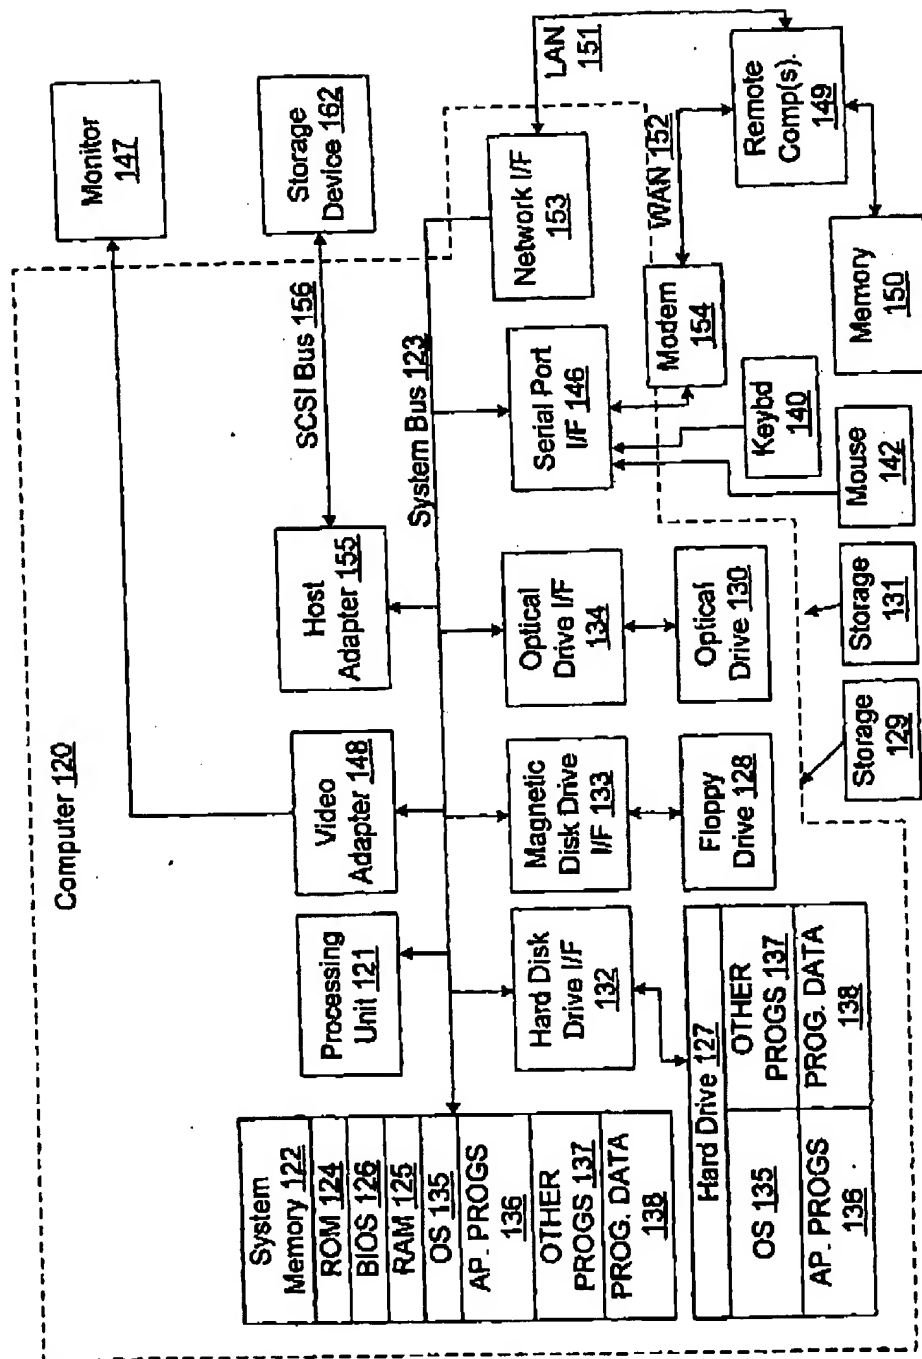 Computer 120
Monitor
147
Storage
Device 162
SCSI Bus 156
Processing
Unit 121
Video
Adapter 148
Host
Adapter 155
System Bus 123
System
Memory 122
ROM 124
BIOS 126
RAM 125
OS 135
AP. PROGS
136
OTHER
PROGS 137
PROG. DATA
138
Hard Disk
Drive I/F
132
Magnetic
Disk Drive
I/F 133
Optical
Drive I/F
134
Serial Port
I/F 146
Network I/F
153
LAN
151
Hard Drive 127
OS 135
OTHER
PROGS 137
AP. PROGS
136
PROG. DATA
138
Floppy
Drive 128
Optical
Drive 130
Modem
154
WAN 152
Remote
Comp(s).
149
Storage
129
Storage
131
Mouse
142
Keybd
140
Memory
150